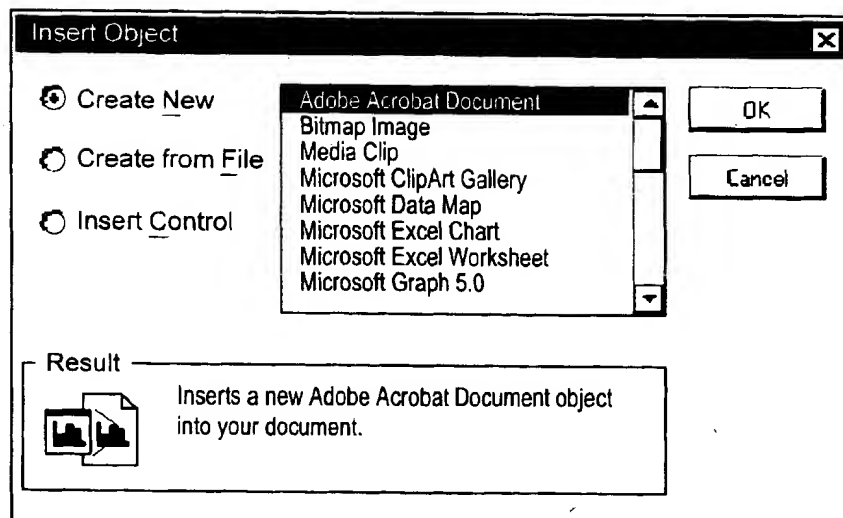 Insert Object
Create New
Create from File
Insert Control
Adobe Acrobat Document
Bitmap Image
Media Clip
Microsoft ClipArt Gallery
Microsoft Data Map
Microsoft Excel Chart
Microsoft Excel Worksheet
Microsoft Graph 5.0
OK
Cancel
Result
Inserts a new Adobe Acrobat Document object
into your document.